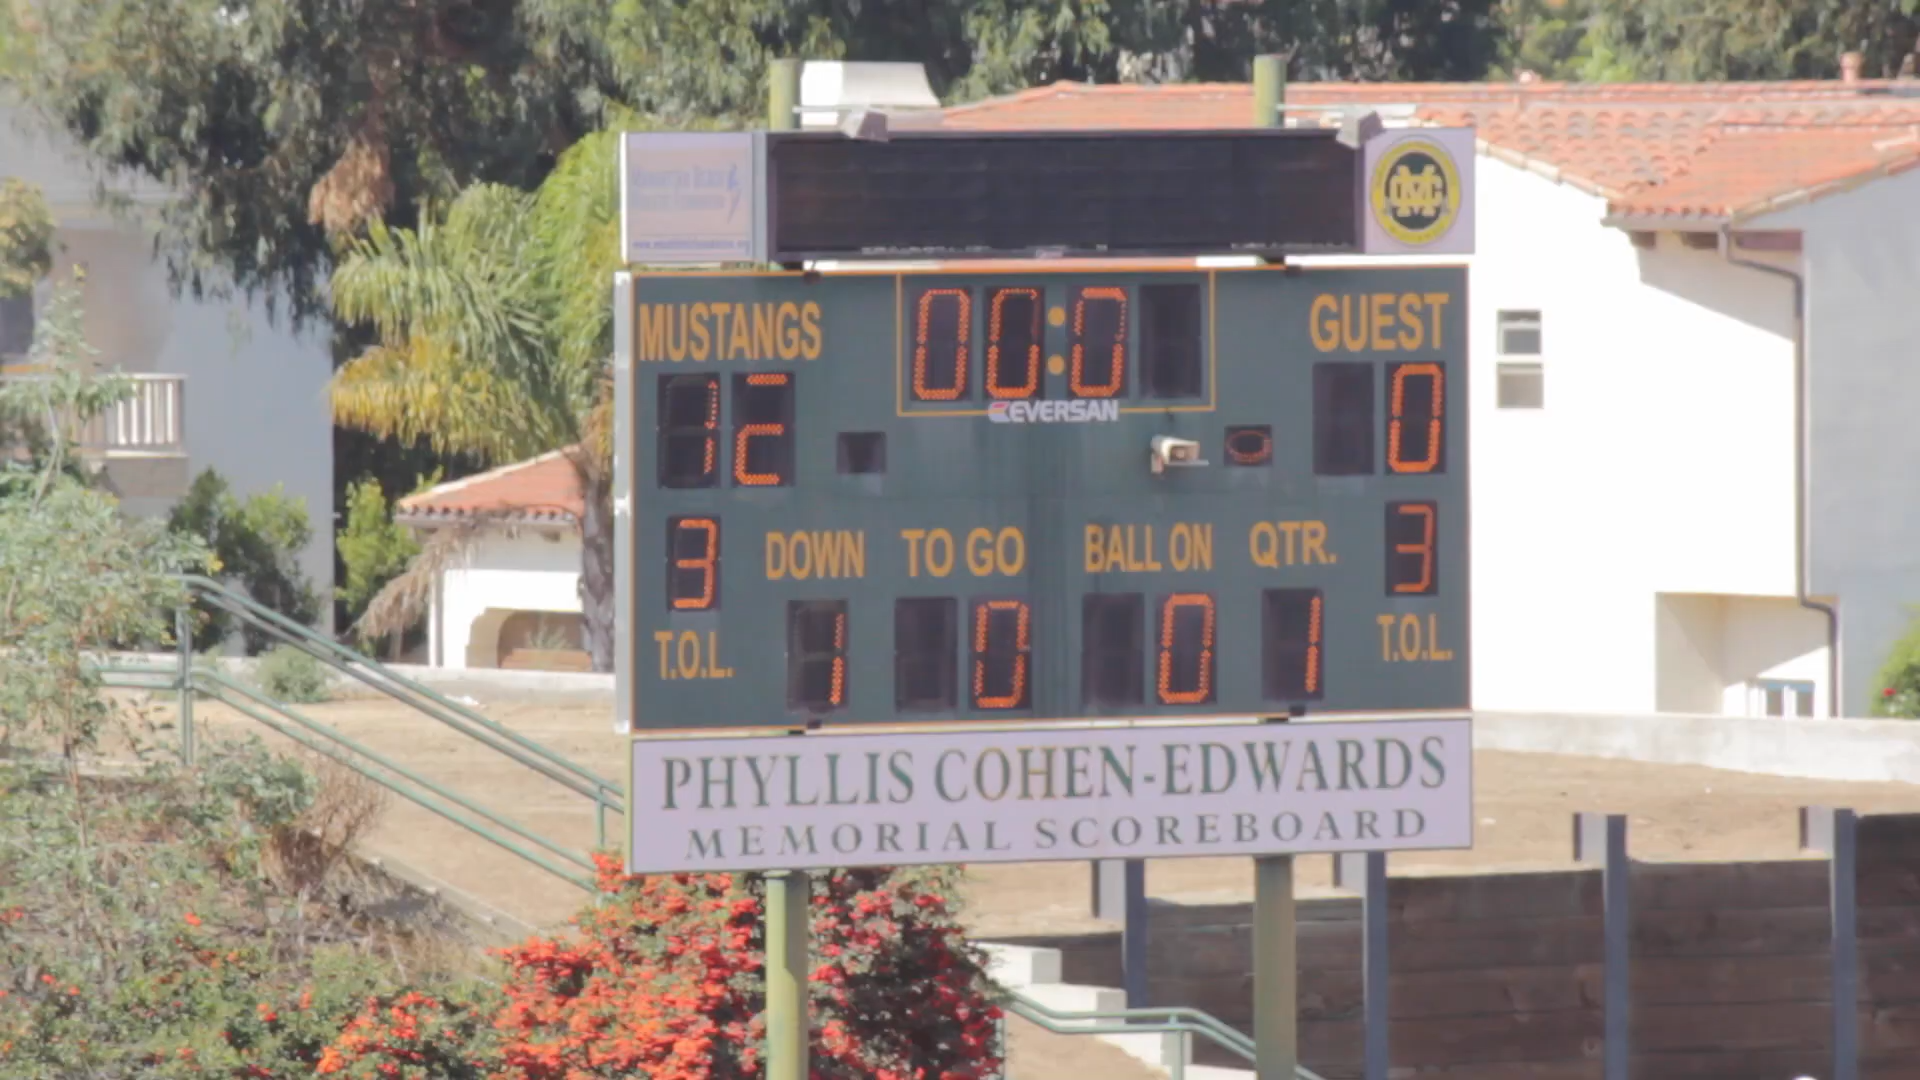 MUSTANGS 00:0 GUEST
EVERSAN
12 0
3 DOWN TO GO BALL ON QTR. 3
T.O.L. 1 0 0 1 T.O.L.
PHYLLIS COHEN-EDWARDS
MEMORIAL SCOREBOARD